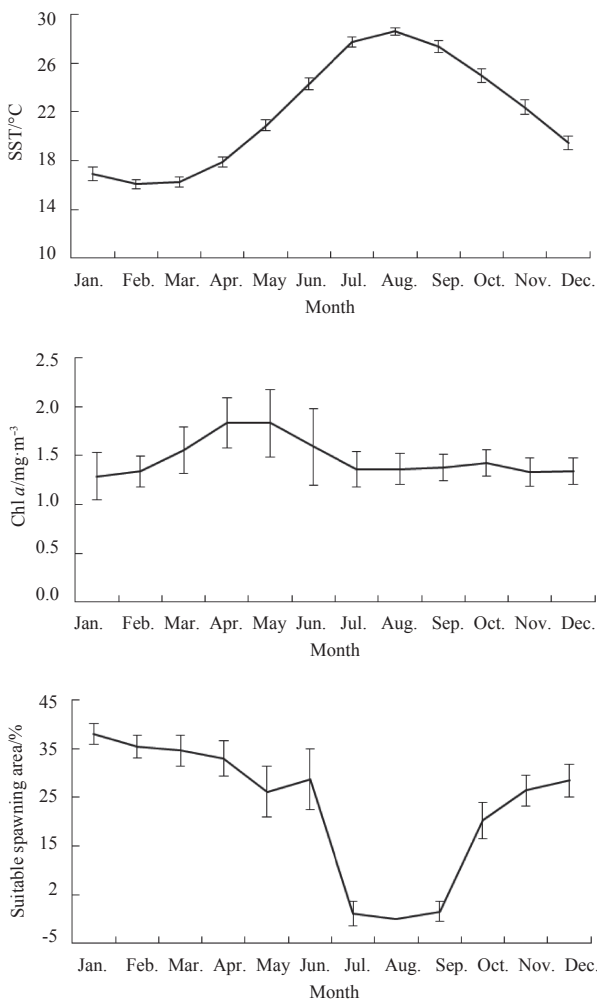 30
26
22
18
14
10
SST/°C
Jan. Feb. Mar. Apr. May Jun. Jul. Aug. Sep. Oct. Nov. Dec.
Month
2.5
2.0
1.5
1.0
0.5
0.0
Chl a/mg·m⁻³
Jan. Feb. Mar. Apr. May Jun. Jul. Aug. Sep. Oct. Nov. Dec.
Month
45
35
25
15
2
-5
Suitable spawning area/%
Jan. Feb. Mar. Apr. May Jun. Jul. Aug. Sep. Oct. Nov. Dec.
Month